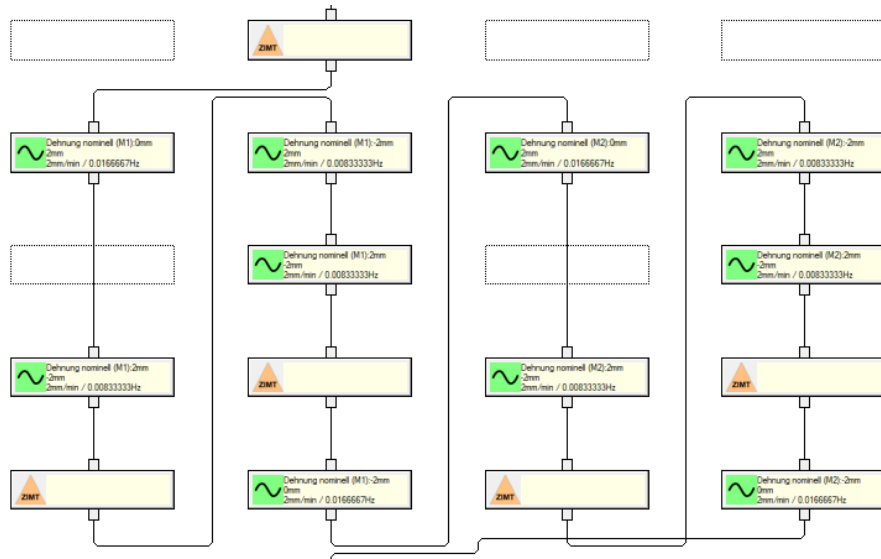 ZIMT
Dehnung nominell (M1):0mm
2mm
2mm/min / 0.0166667Hz
Dehnung nominell (M1):-2mm
2mm
2mm/min / 0.00833333Hz
Dehnung nominell (M2):0mm
2mm
2mm/min / 0.0166667Hz
Dehnung nominell (M2):-2mm
2mm
2mm/min / 0.00833333Hz
Dehnung nominell (M1):2mm
-2mm
2mm/min / 0.00833333Hz
Dehnung nominell (M2):2mm
-2mm
2mm/min / 0.00833333Hz
Dehnung nominell (M1):2mm
-2mm
2mm/min / 0.00833333Hz
ZIMT
Dehnung nominell (M2):2mm
-2mm
2mm/min / 0.00833333Hz
ZIMT
ZIMT
Dehnung nominell (M1):-2mm
0mm
2mm/min / 0.0166667Hz
ZIMT
Dehnung nominell (M2):-2mm
0mm
2mm/min / 0.0166667Hz